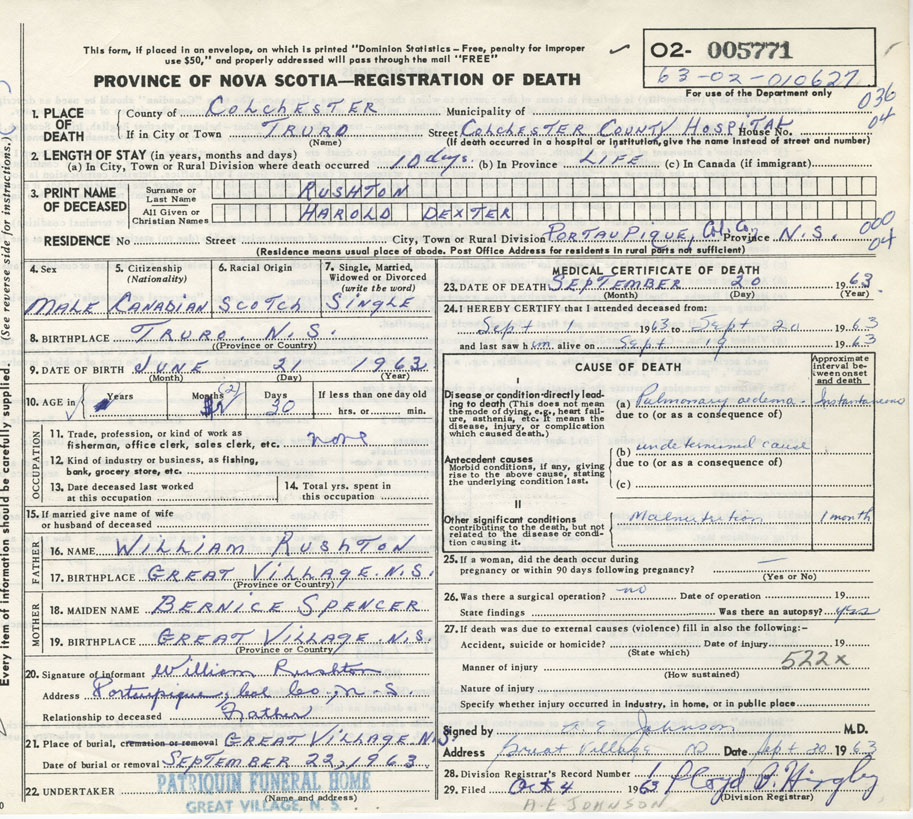 This form, if placed in an envelope, on which is printed "Dominion Statistics – Free, penalty for improper
use $50," and properly addressed will pass through the mail "FREE"
PROVINCE OF NOVA SCOTIA—REGISTRATION OF DEATH
O2- 005771
63-02-010627
For use of the Department only
036
04
1. PLACE OF DEATH
County of COLCHESTER Municipality of
If in City or Town TRURO Street COLCHESTER COUNTY HOSPITAL House No.
(Name) (If death occurred in a hospital or institution, give the name instead of street and number)
2. LENGTH OF STAY (in years, months and days)
(a) In City, Town or Rural Division where death occurred 10 days. (b) In Province LIFE (c) In Canada (if immigrant)
3. PRINT NAME OF DECEASED
Surname or Last Name RUSHTON
All Given or Christian Names HAROLD DEXTER
RESIDENCE No Street City, Town or Rural Division PORTAUPIQUE, Col. Co. Province N.S.
000
04
(Residence means usual place of abode. Post Office Address for residents in rural parts not sufficient)
4. Sex
MALE
5. Citizenship (Nationality)
CANADIAN
6. Racial Origin
SCOTCH
7. Single, Married, Widowed or Divorced (write the word)
SINGLE
8. BIRTHPLACE TRURO, N.S.
(Province or Country)
9. DATE OF BIRTH JUNE 21 1963
(Month) (Day) (Year)
10. AGE in Years Months (2) Days 30 If less than one day old
hrs. or min.
OCCUPATION
11. Trade, profession, or kind of work as
fisherman, office clerk, sales clerk, etc. none
12. Kind of industry or business, as fishing,
bank, grocery store, etc.
13. Date deceased last worked
at this occupation
14. Total yrs. spent in
this occupation
15. If married give name of wife
or husband of deceased
FATHER
16. NAME WILLIAM RUSHTON
17. BIRTHPLACE GREAT VILLAGE N.S.
(Province or Country)
MOTHER
18. MAIDEN NAME BERNICE SPENCER
19. BIRTHPLACE GREAT VILLAGE N.S.
(Province or Country)
20. Signature of informant William Rushton
Address Portaupique, Col Co, N-S.
Relationship to deceased Father
21. Place of burial, cremation or removal GREAT VILLAGE N.S.
Date of burial or removal SEPTEMBER 22, 1963
22. UNDERTAKER PATRIQUIN FUNERAL HOME
(Name and address)
GREAT VILLAGE, N. S.
MEDICAL CERTIFICATE OF DEATH
23. DATE OF DEATH SEPTEMBER 20 1963
(Month) (Day) (Year)
24. I HEREBY CERTIFY that I attended deceased from:
Sept 1 1963 to Sept 20 1963
and last saw him alive on Sept 19 1963
CAUSE OF DEATH
Approximate interval between onset and death
I
Disease or condition directly leading to death (This does not mean the mode of dying, e.g., heart failure, asthenia, etc. It means the disease, injury, or complication which caused death.)
(a) Pulmonary oedema - Instantaneous
due to (or as a consequence of)
Antecedent causes
Morbid conditions, if any, giving rise to the above cause, stating the underlying condition last.
(b) undetermined cause
due to (or as a consequence of)
(c)
II
Other significant conditions
contributing to the death, but not related to the disease or condition causing it.
Malnutrition 1 month
25. If a woman, did the death occur during
pregnancy or within 90 days following pregnancy? —
(Yes or No)
26. Was there a surgical operation? no Date of operation 19
State findings Was there an autopsy? yes
27. If death was due to external causes (violence) fill in also the following:–
Accident, suicide or homicide? Date of injury 19
(State which)
522x
Manner of injury
(How sustained)
Nature of injury
Specify whether injury occurred in industry, in home, or in public place
Signed by A. E. Johnson M.D.
Address Great Village NS Date Sept 20 1963
28. Division Registrar's Record Number 1
29. Filed Oct 4 1963 Lloyd B. Hingley
(Division Registrar)
A E JOHNSON
Every item of information should be carefully supplied. (See reverse side for instructions.)